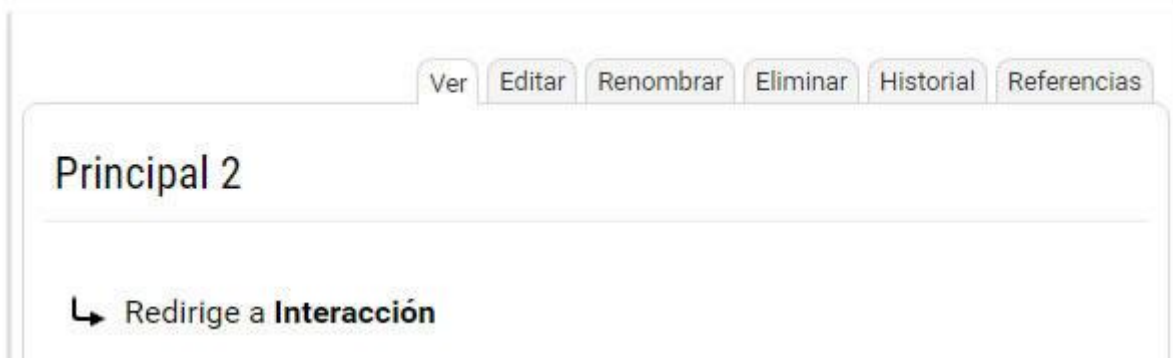 Ver Editar Renombrar Eliminar Historial Referencias
Principal 2
Redirige a Interacción